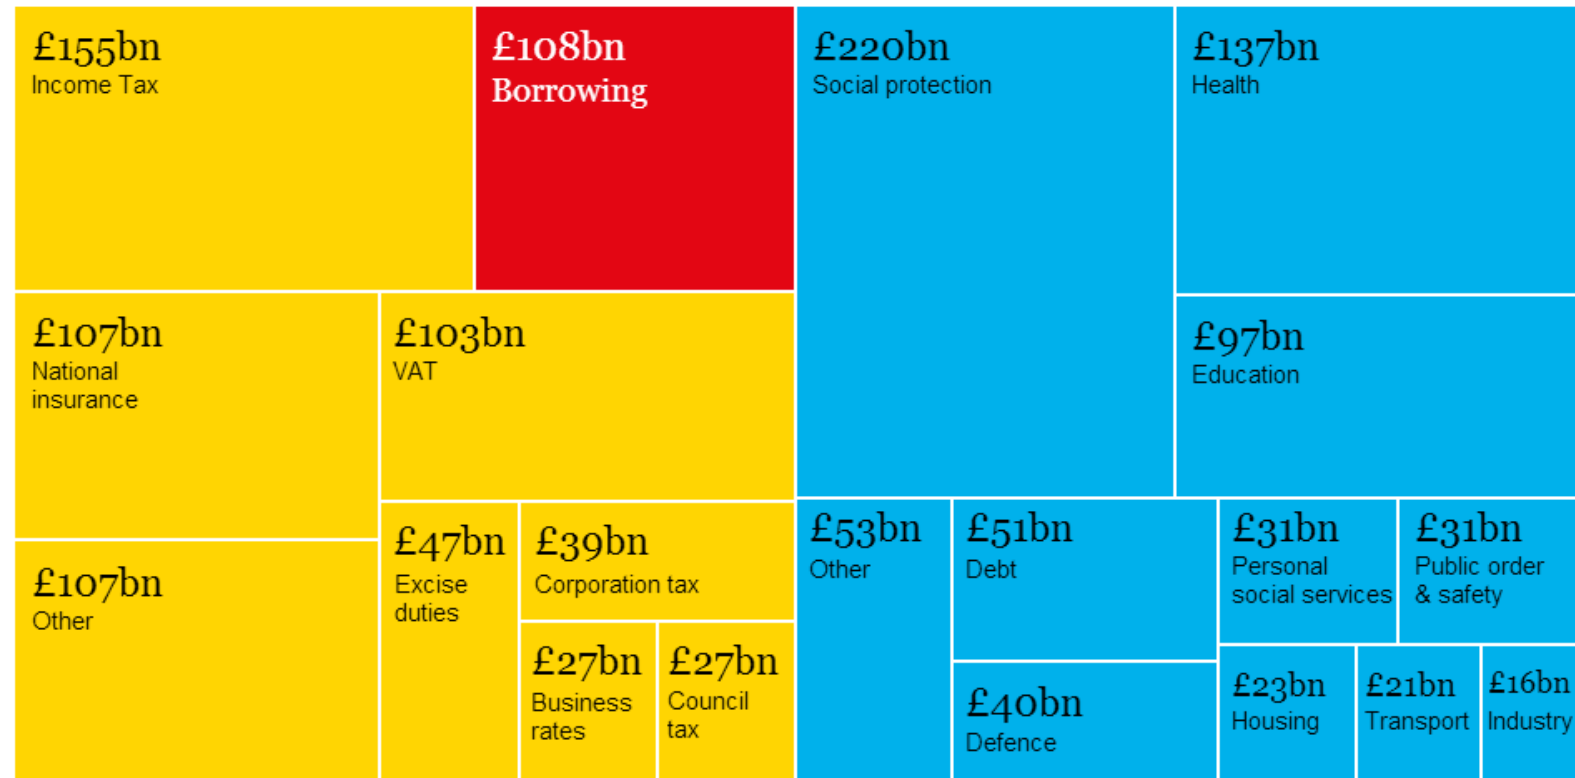 £155bn
Income Tax
£108bn
Borrowing
£220bn
Social protection
£137bn
Health
£107bn
National
insurance
£103bn
VAT
£97bn
Education
£107bn
Other
£47bn
Excise
duties
£39bn
Corporation tax
£27bn
Business
rates
£27bn
Council
tax
£53bn
Other
£51bn
Debt
£40bn
Defence
£31bn
Personal
social services
£31bn
Public order
& safety
£23bn
Housing
£21bn
Transport
£16bn
Industry